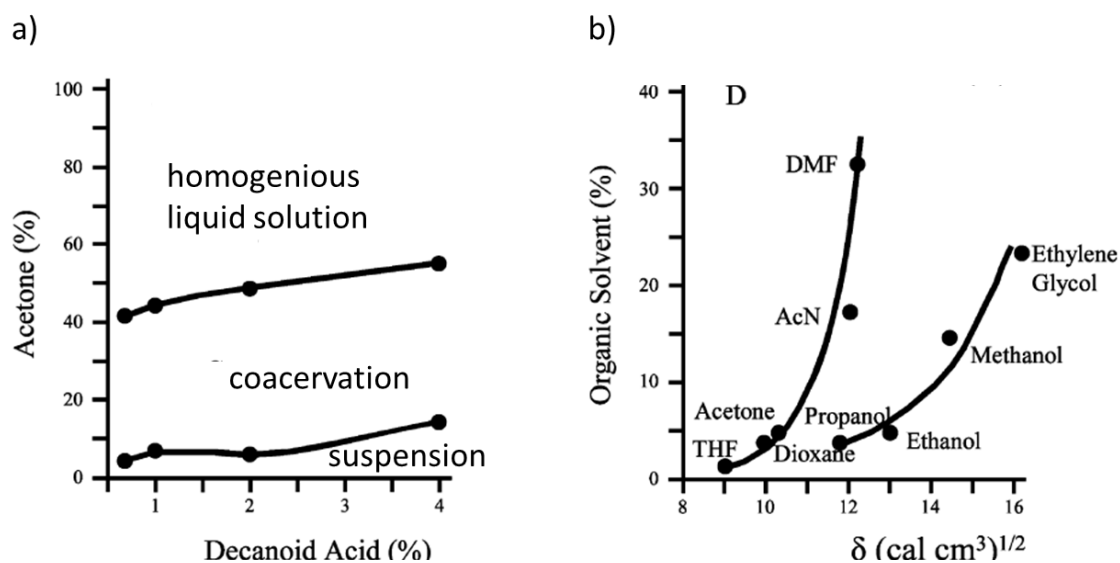 a)
100
80
60
40
20
0
Acetone (%)
homogenious
liquid solution
coacervation
suspension
1
2
3
4
Decanoid Acid (%)
b)
40
30
20
10
0
Organic Solvent (%)
D
DMF
AcN
Acetone
Propanol
THF
Dioxane
Ethanol
Methanol
Ethylene
Glycol
8
10
12
14
16
δ (cal cm³)¹/²